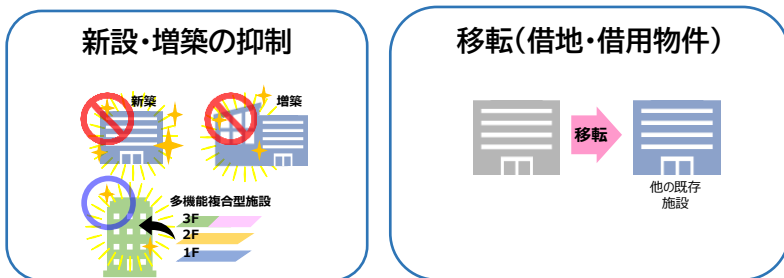 新設・増築の抑制
新築
増築
多機能複合型施設
3F
2F
1F
移転(借地・借用物件)
移転
他の既存
施設